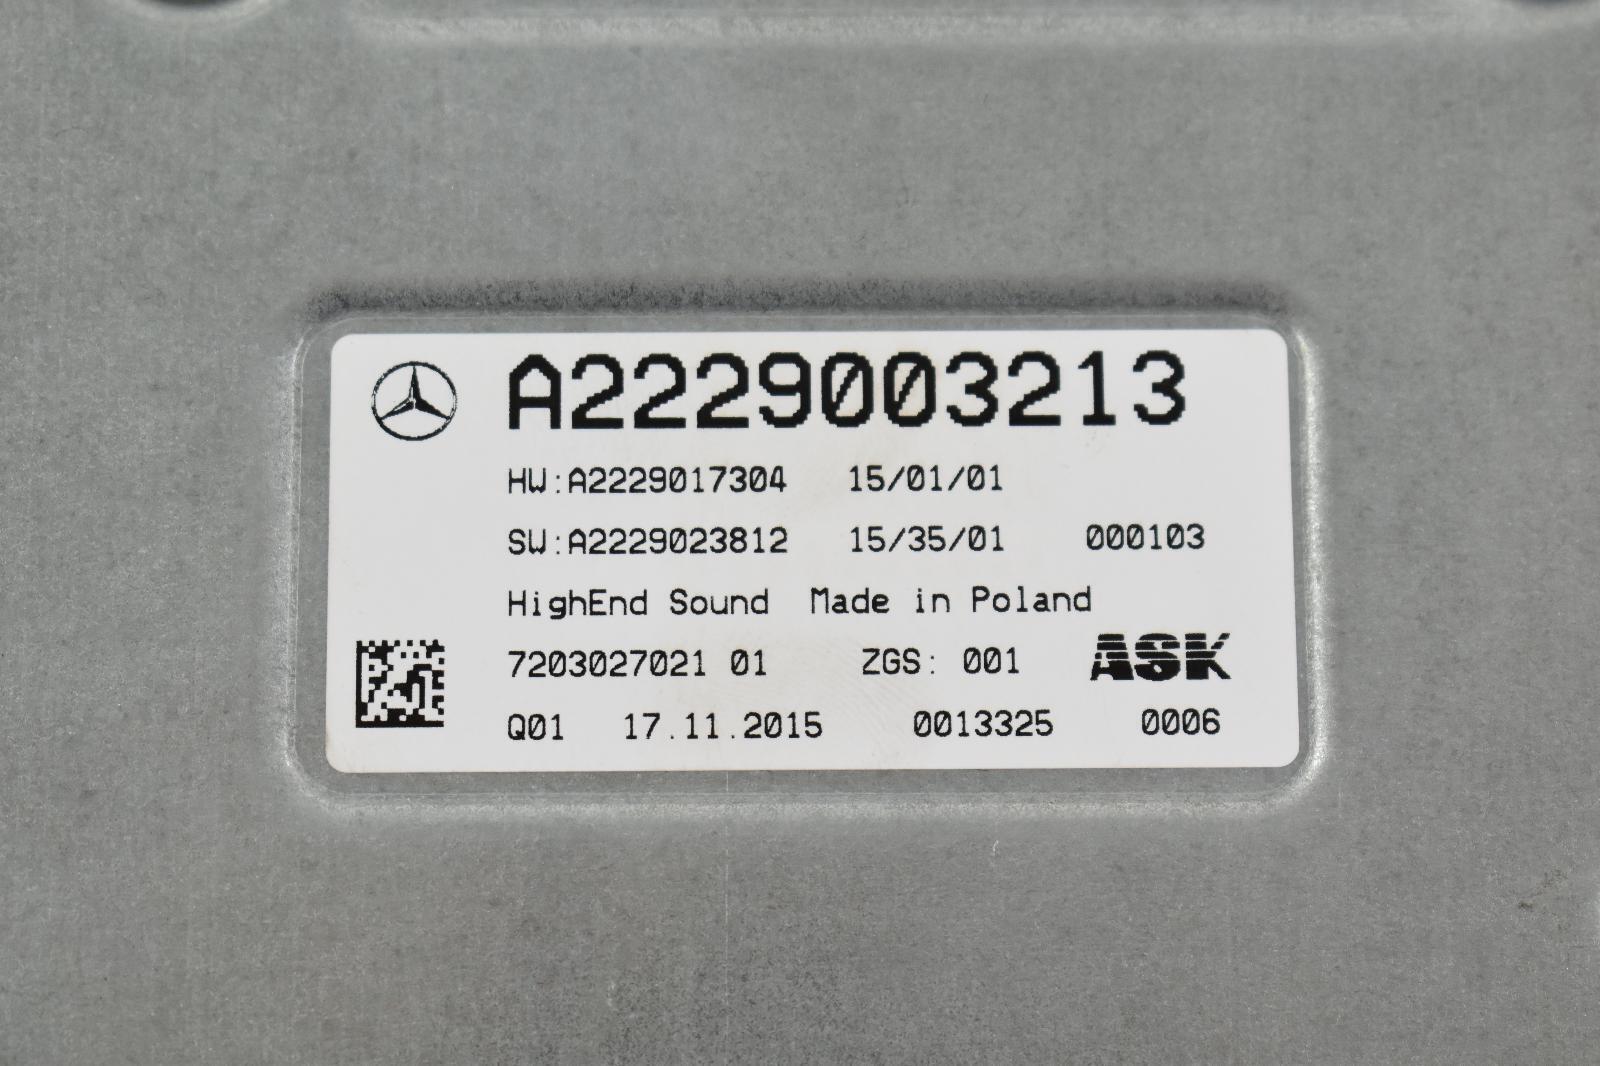 A2229003213
HW:A2229017304 15/01/01
SW:A2229023812 15/35/01 000103
HighEnd Sound Made in Poland
7203027021 01 ZGS: 001 ASK
Q01 17.11.2015 0013325 0006